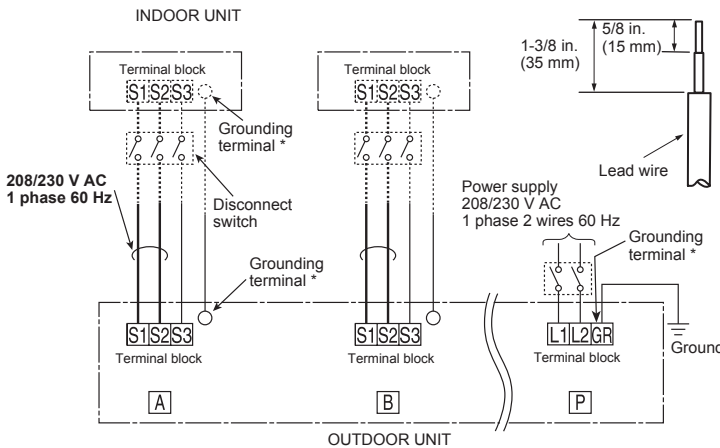 INDOOR UNIT
Terminal block
S1 S2 S3
Grounding
terminal *
Disconnect
switch
208/230 V AC
1 phase 60 Hz
Grounding
terminal *
S1 S2 S3
Terminal block
A
Terminal block
S1 S2 S3
S1 S2 S3
Terminal block
B
5/8 in.
(15 mm)
1-3/8 in.
(35 mm)
Lead wire
Power supply
208/230 V AC
1 phase 2 wires 60 Hz
Grounding
terminal *
L1 L2 GR
Ground
Terminal block
P
OUTDOOR UNIT